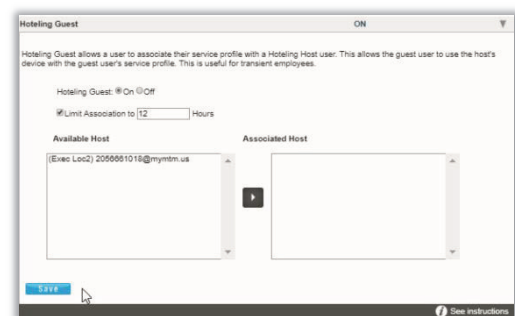 Hoteling Guest ON
Hoteling Guest allows a user to associate their service profile with a Hoteling Host user. This allows the guest user to use the host's
device with the guest user's service profile. This is useful for transient employees.
Hoteling Guest: On Off
Limit Association to 12 Hours
Available Host Associated Host
(Exec Loc2) 2056661018@mymtm.us
Save
See instructions